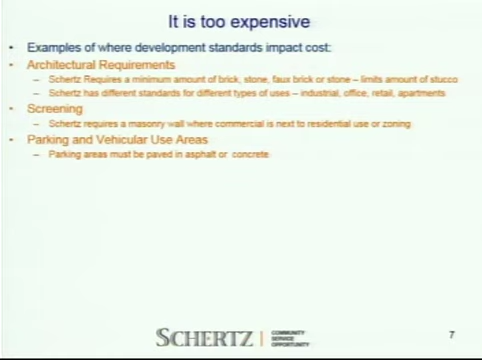 It is too expensive
• Examples of where development standards impact cost:
• Architectural Requirements
– Schertz Requires a minimum amount of brick, stone, faux brick or stone – limits amount of stucco
– Schertz has different standards for different types of uses – industrial, office, retail, apartments
• Screening
– Schertz requires a masonry wall where commercial is next to residential use or zoning
• Parking and Vehicular Use Areas
– Parking areas must be paved in asphalt or concrete
SCHERTZ | COMMUNITY
SERVICE
OPPORTUNITY
7